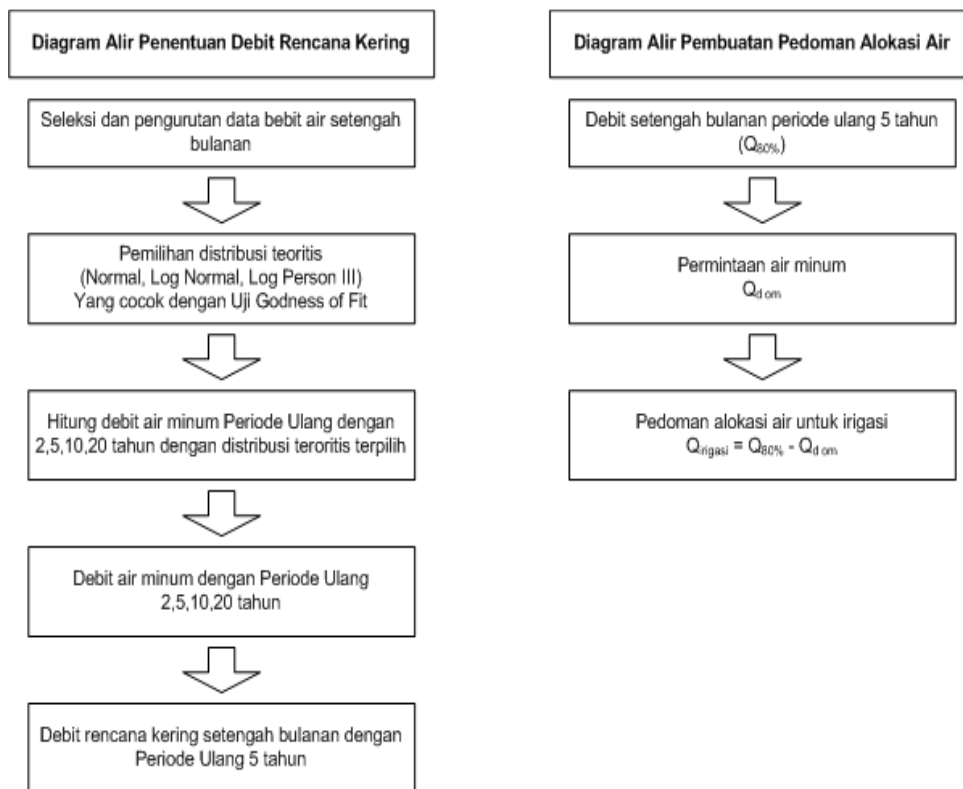 Diagram Alir Penentuan Debit Rencana Kering
Seleksi dan pengurutan data bebit air setengah
bulanan
Pemilihan distribusi teoritis
(Normal, Log Normal, Log Person III)
Yang cocok dengan Uji Godness of Fit
Hitung debit air minum Periode Ulang dengan
2,5,10,20 tahun dengan distribusi teroritis terpilih
Debit air minum dengan Periode Ulang
2,5,10,20 tahun
Debit rencana kering setengah bulanan dengan
Periode Ulang 5 tahun
Diagram Alir Pembuatan Pedoman Alokasi Air
Debit setengah bulanan periode ulang 5 tahun
(Q80%)
Permintaan air minum
Qdom
Pedoman alokasi air untuk irigasi
Qirigasi = Q80% - Qdom